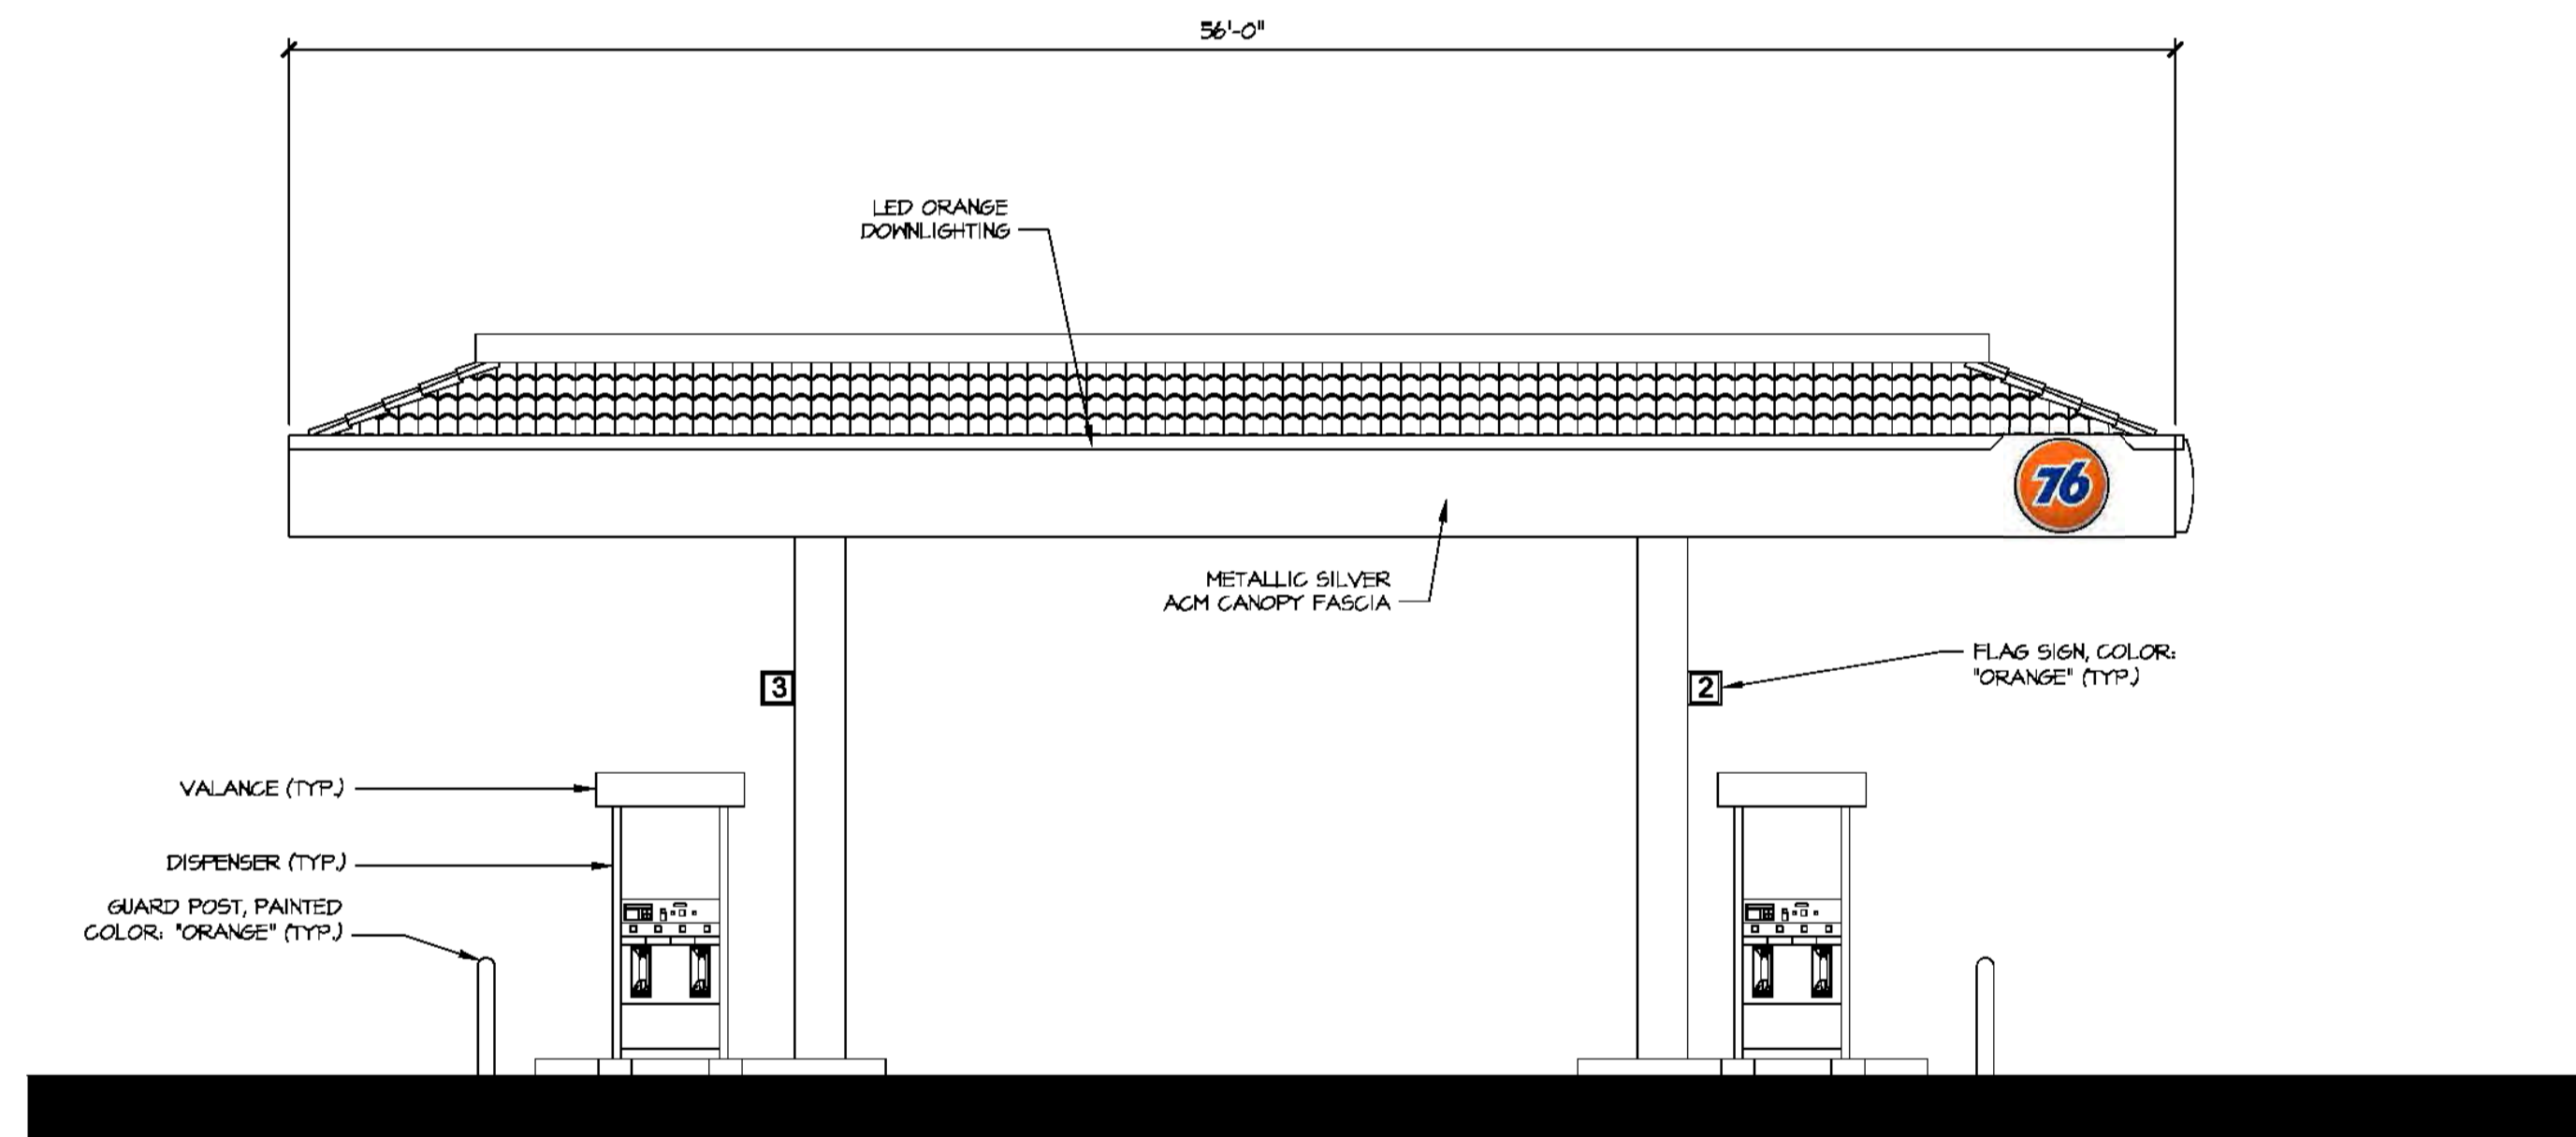 56'-0"
LED ORANGE
DOWNLIGHTING
76
METALLIC SILVER
ACM CANOPY FASCIA
FLAG SIGN, COLOR:
"ORANGE" (TYP.)
3
2
VALANCE (TYP.)
DISPENSER (TYP.)
GUARD POST, PAINTED
COLOR: "ORANGE" (TYP.)